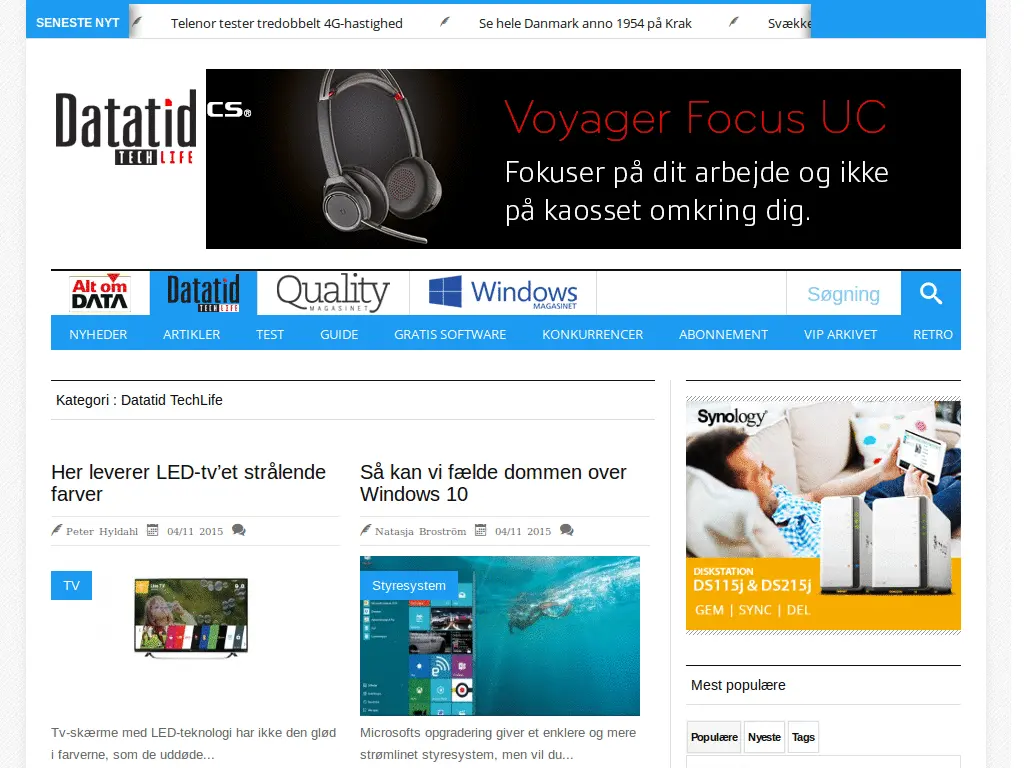 SENESTE NYT
Telenor tester tredobbelt 4G-hastighed
Se hele Danmark anno 1954 på Krak
Svække
Datatid
TECH LIFE
CS®
Voyager Focus UC
Fokuser på dit arbejde og ikke
på kaosset omkring dig.
Alt om
DATA
Datatid
TECH LIFE
Quality
MAGASINET
Windows
MAGASINET
Søgning
NYHEDER
ARTIKLER
TEST
GUIDE
GRATIS SOFTWARE
KONKURRENCER
ABONNEMENT
VIP ARKIVET
RETRO
Kategori : Datatid TechLife
Her leverer LED-tv’et strålende
farver
Peter Hyldahl
04/11 2015
TV
Tv-skærme med LED-teknologi har ikke den glød
i farverne, som de uddøde...
Så kan vi fælde dommen over
Windows 10
Natasja Broström
04/11 2015
Styresystem
Microsofts opgradering giver et enklere og mere
strømlinet styresystem, men vil du...
Synology
DISKSTATION
DS115j & DS215j
GEM | SYNC | DEL
Mest populære
Populære
Nyeste
Tags